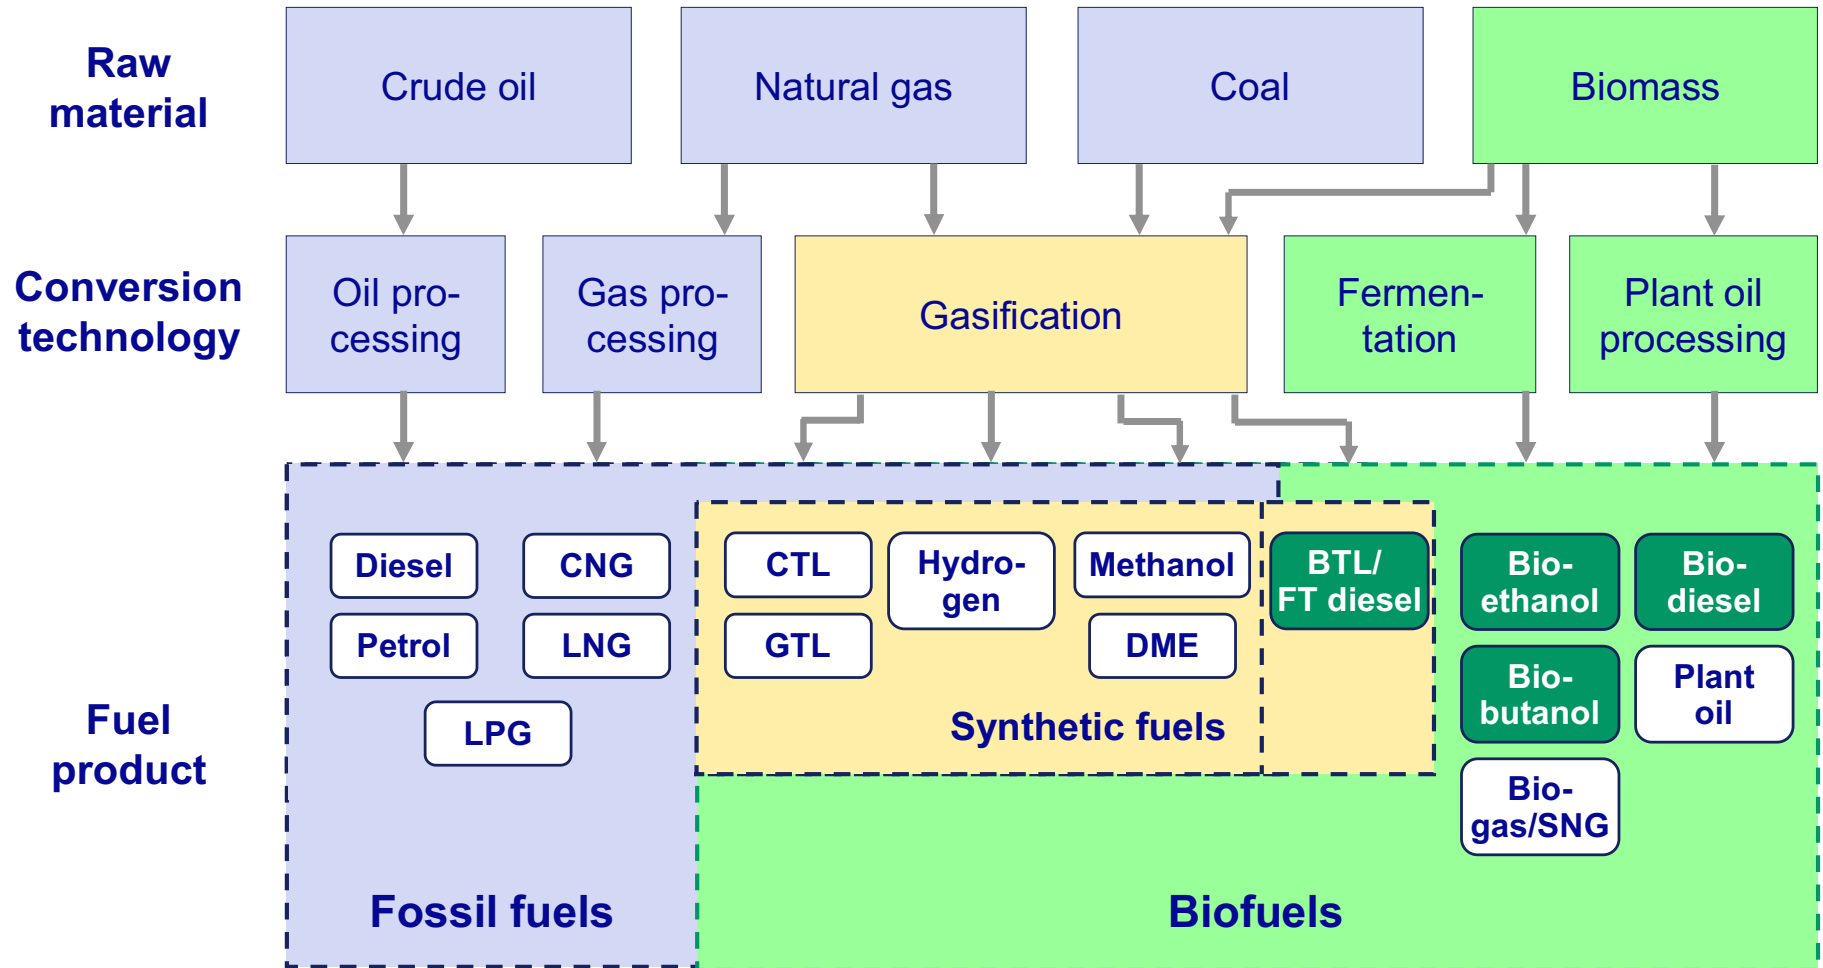 Raw
material
Crude oil
Natural gas
Coal
Biomass
Conversion
technology
Oil pro-
cessing
Gas pro-
cessing
Gasification
Fermen-
tation
Plant oil
processing
Fuel
product
Diesel
CNG
Petrol
LNG
LPG
Fossil fuels
CTL
Hydro-
gen
Methanol
GTL
DME
Synthetic fuels
BTL/
FT diesel
Bio-
ethanol
Bio-
diesel
Bio-
butanol
Plant
oil
Bio-
gas/SNG
Biofuels